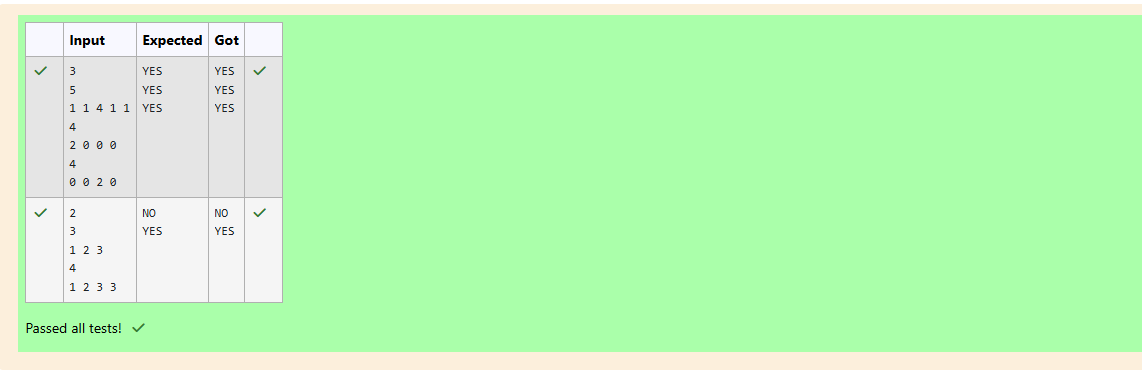 Input Expected Got
3 YES YES
5 YES YES
1 1 4 1 1 YES YES
4
2 0 0 0
4
0 0 2 0
2 NO NO
3 YES YES
1 2 3
4
1 2 3 3
Passed all tests!